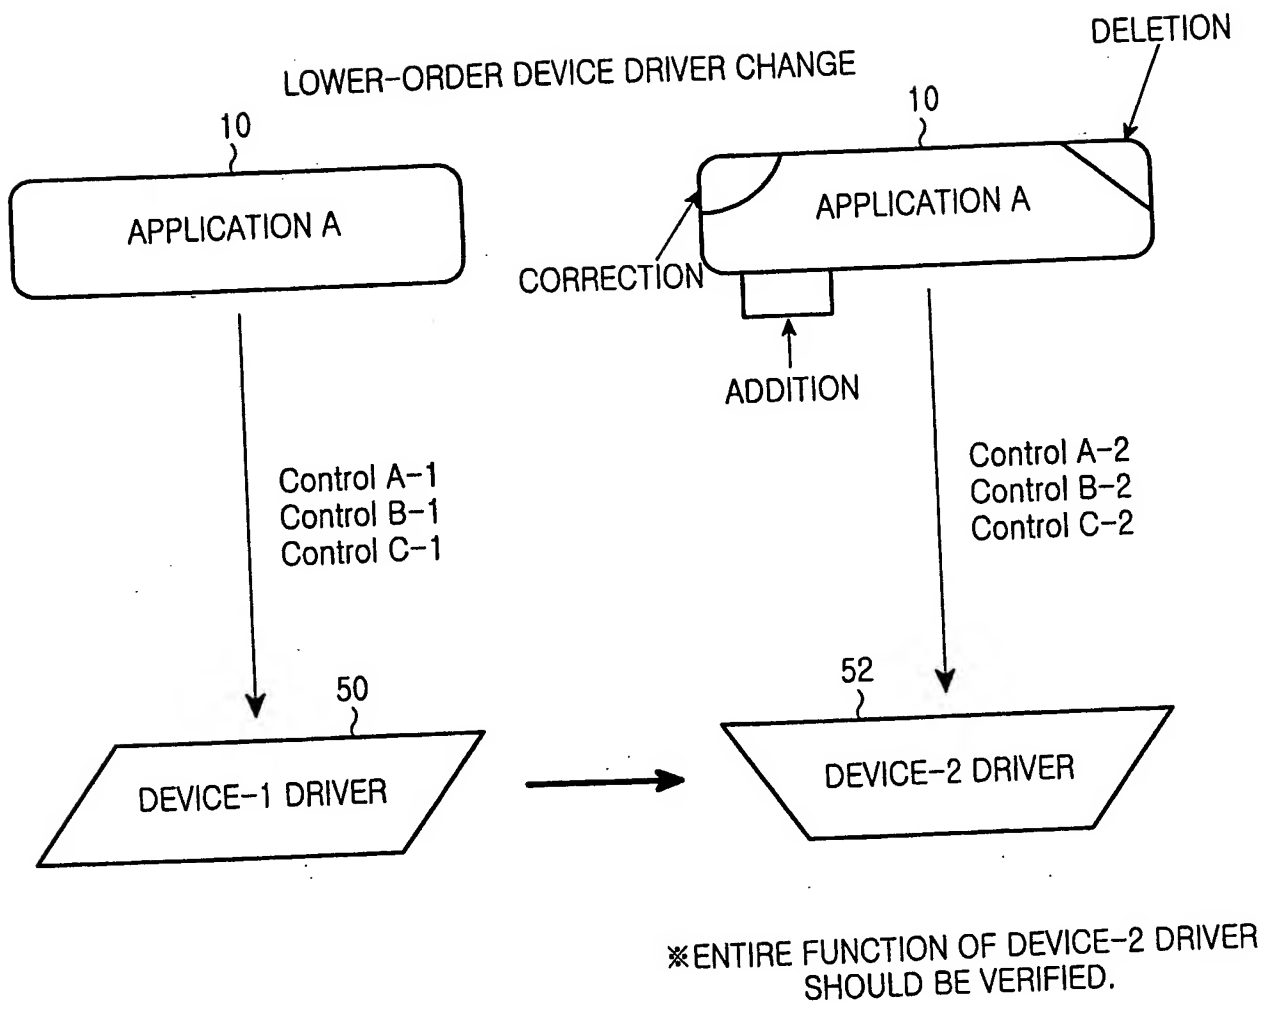 DELETION
LOWER-ORDER DEVICE DRIVER CHANGE
10
10
APPLICATION A
APPLICATION A
CORRECTION
ADDITION
Control A-1
Control B-1
Control C-1
Control A-2
Control B-2
Control C-2
50
52
DEVICE-1 DRIVER
DEVICE-2 DRIVER
※ENTIRE FUNCTION OF DEVICE-2 DRIVER
SHOULD BE VERIFIED.